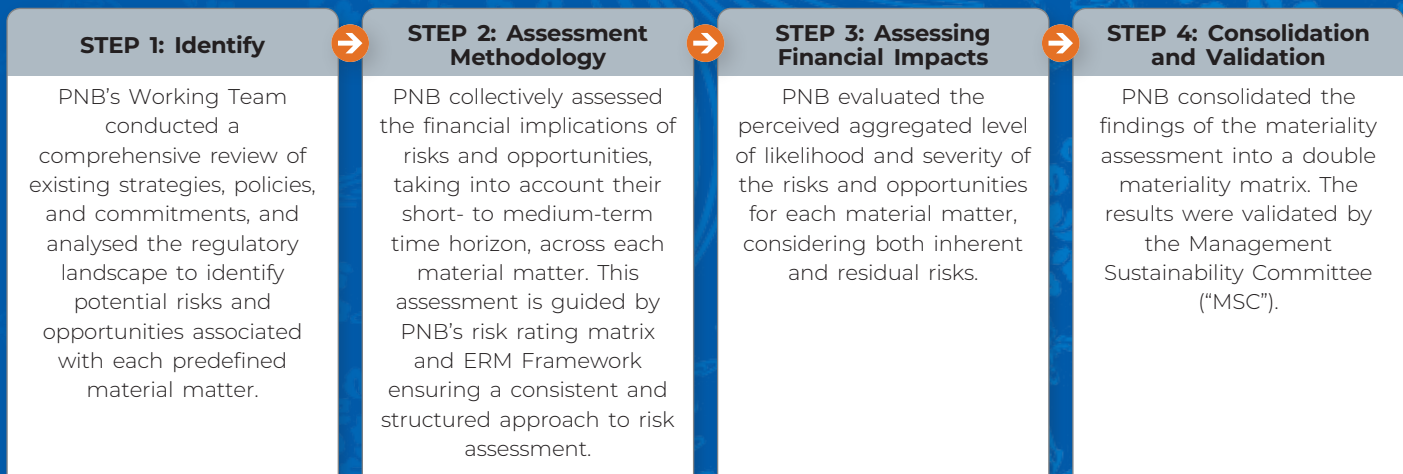 STEP 1: Identify
PNB's Working Team
conducted a
comprehensive review of
existing strategies, policies,
and commitments, and
analysed the regulatory
landscape to identify
potential risks and
opportunities associated
with each predefined
material matter.
STEP 2: Assessment
Methodology
PNB collectively assessed
the financial implications of
risks and opportunities,
taking into account their
short- to medium-term
time horizon, across each
material matter. This
assessment is guided by
PNB's risk rating matrix
and ERM Framework
ensuring a consistent and
structured approach to risk
assessment.
STEP 3: Assessing
Financial Impacts
PNB evaluated the
perceived aggregated level
of likelihood and severity of
the risks and opportunities
for each material matter,
considering both inherent
and residual risks.
STEP 4: Consolidation
and Validation
PNB consolidated the
findings of the materiality
assessment into a double
materiality matrix. The
results were validated by
the Management
Sustainability Committee
(“MSC”).